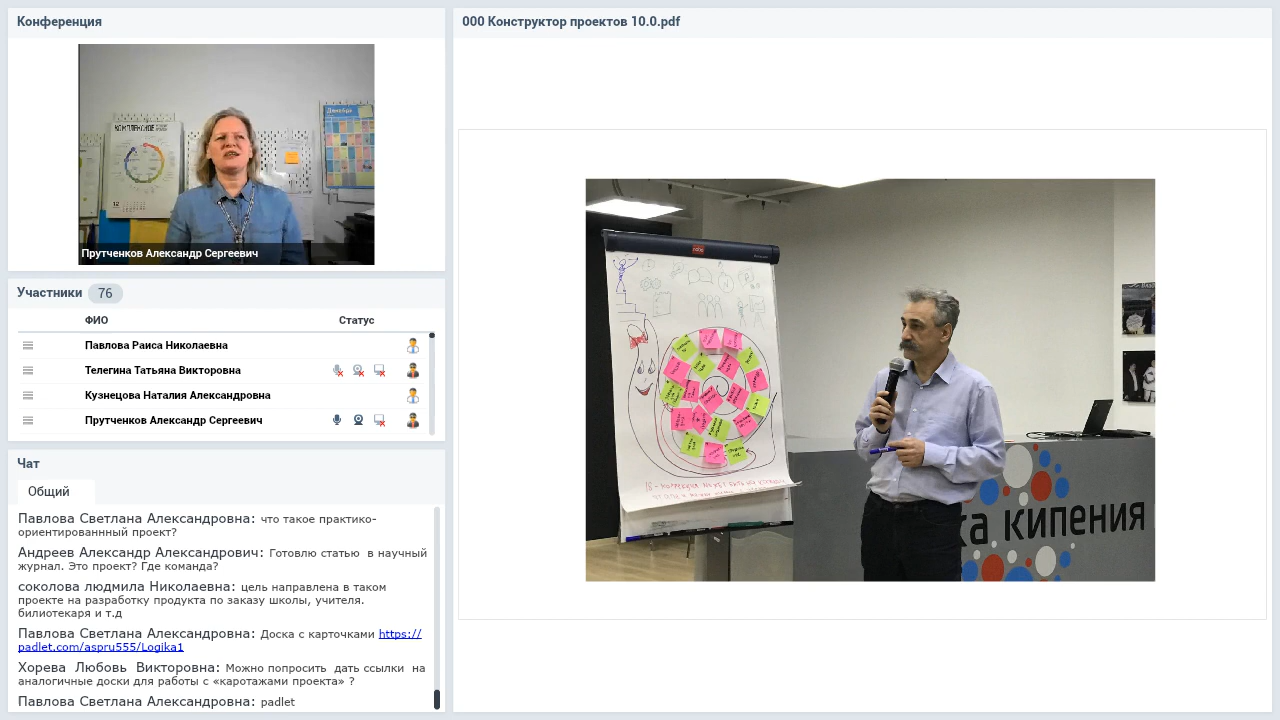 Конференция
КОМПЛЕКСНОЕ
Декабрь
12
Прутченков Александр Сергеевич
Участники 76
ФИО Статус
Павлова Раиса Николаевна
Телегина Татьяна Викторовна
Кузнецова Наталия Александровна
Прутченков Александр Сергеевич
Чат
Общий
Павлова Светлана Александровна: что такое практико-
ориентированнный проект?
Андреев Александр Александрович: Готовлю статью в научный
журнал. Это проект? Где команда?
соколова людмила Николаевна: цель направлена в таком
проекте на разработку продукта по заказу школы, учителя.
билиотекаря и т.д
Павлова Светлана Александровна: Доска с карточками https://
padlet.com/aspru555/Logika1
Хорева Любовь Викторовна: Можно попросить дать ссылки на
аналогичные доски для работы с «каротажами проекта» ?
Павлова Светлана Александровна: padlet
000 Конструктор проектов 10.0.pdf
nobo
ка кипения